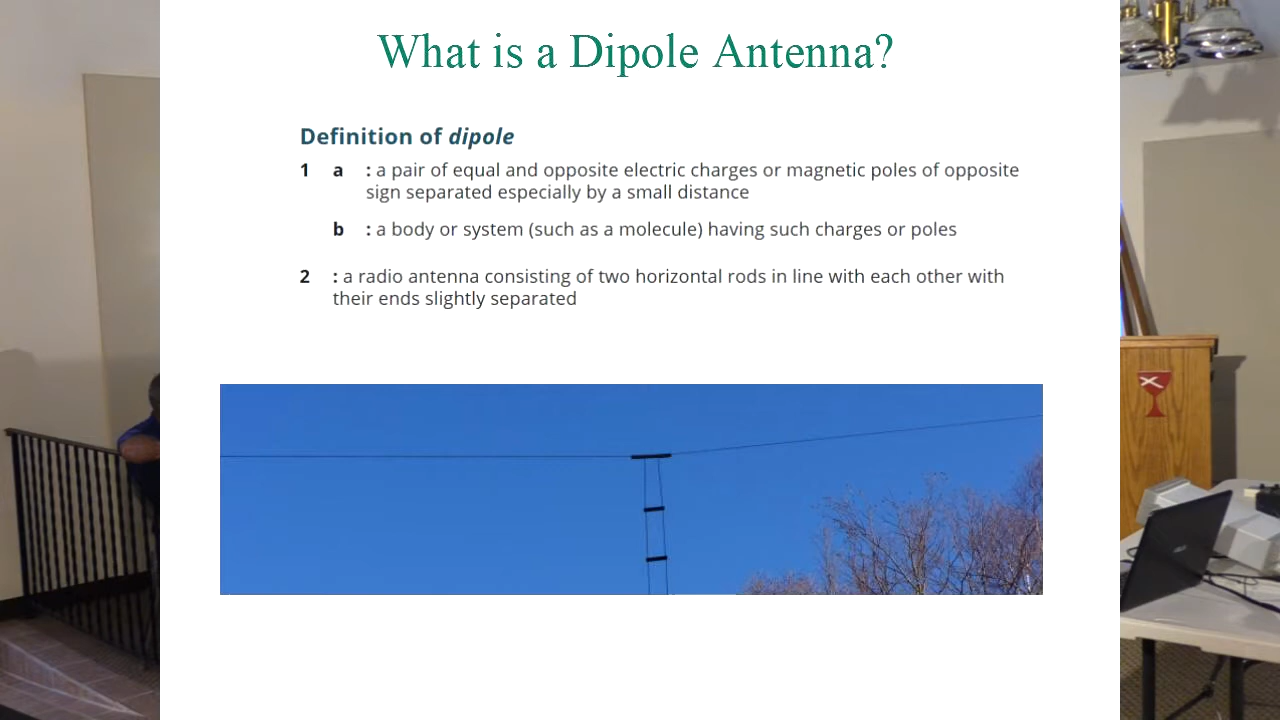 What is a Dipole Antenna?
Definition of dipole
1 a : a pair of equal and opposite electric charges or magnetic poles of opposite
sign separated especially by a small distance
b : a body or system (such as a molecule) having such charges or poles
2 : a radio antenna consisting of two horizontal rods in line with each other with
their ends slightly separated